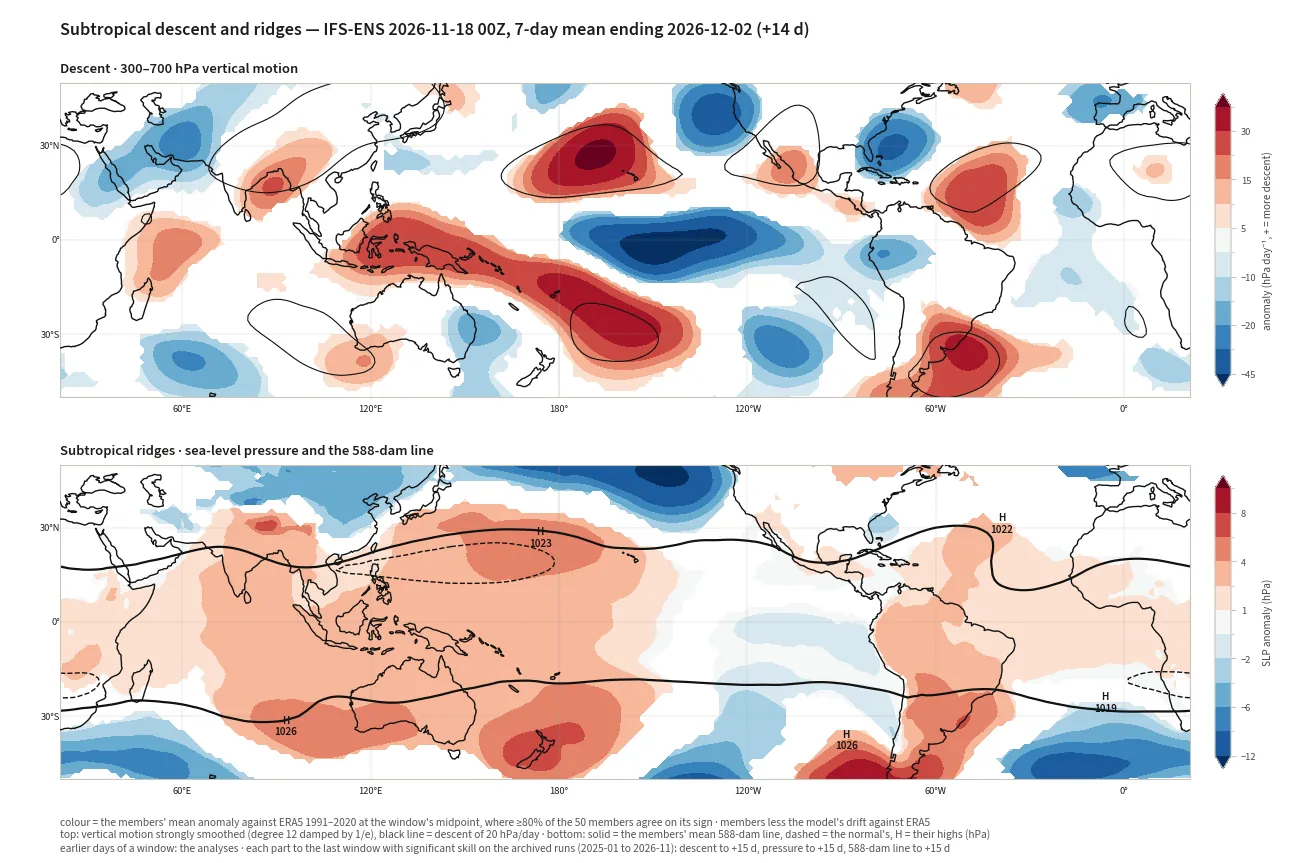 Subtropical descent and ridges — IFS-ENS 2026-11-18 00Z, 7-day mean ending 2026-12-02 (+14 d)
Descent · 300–700 hPa vertical motion
30°N
0°
30°S
60°E
120°E
180°
120°W
60°W
0°
30
15
5
−10
−20
−45
anomaly (hPa day⁻¹, + = more descent)
Subtropical ridges · sea-level pressure and the 588-dam line
30°N
0°
30°S
H
1023
H
1022
H
1026
H
1026
H
1019
60°E
120°E
180°
120°W
60°W
0°
8
4
1
−2
−6
−12
SLP anomaly (hPa)
colour = the members' mean anomaly against ERA5 1991–2020 at the window's midpoint, where ≥80% of the 50 members agree on its sign · members less the model's drift against ERA5
top: vertical motion strongly smoothed (degree 12 damped by 1/e), black line = descent of 20 hPa/day · bottom: solid = the members' mean 588-dam line, dashed = the normal's, H = their highs (hPa)
earlier days of a window: the analyses · each part to the last window with significant skill on the archived runs (2025-01 to 2026-11): descent to +15 d, pressure to +15 d, 588-dam line to +15 d